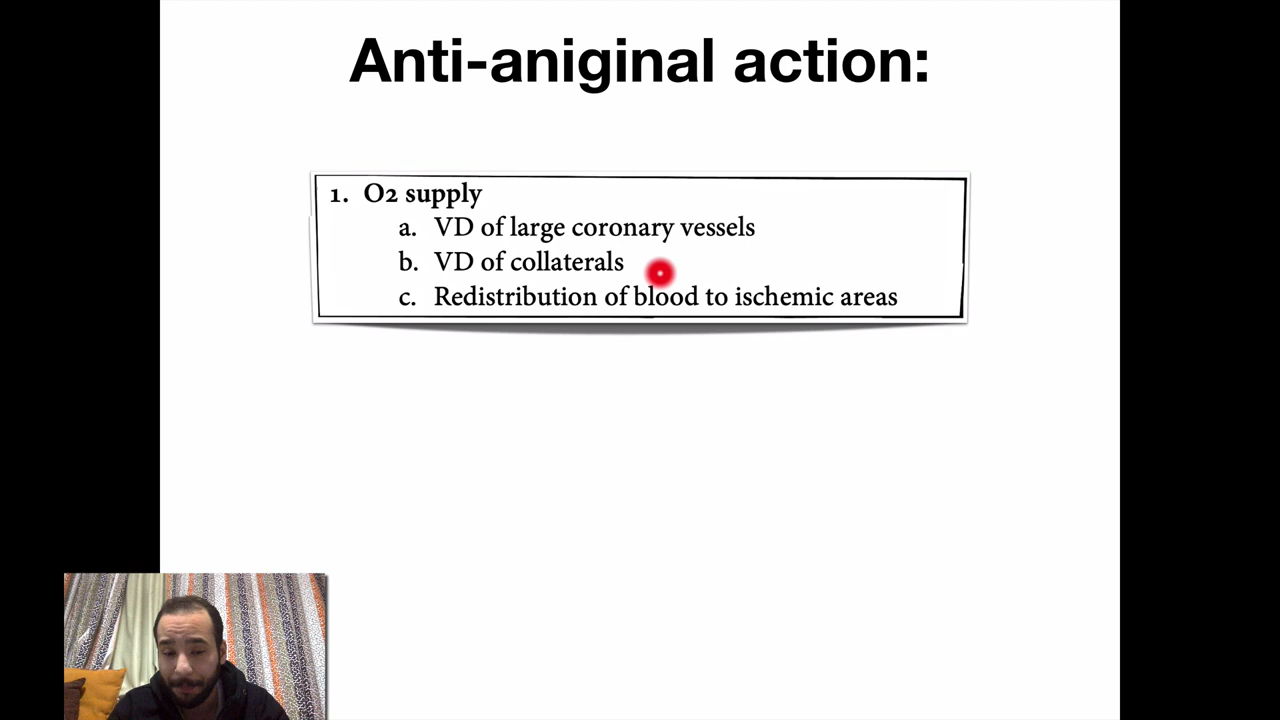 Anti-aniginal action:
1. O2 supply
a. VD of large coronary vessels
b. VD of collaterals
c. Redistribution of blood to ischemic areas